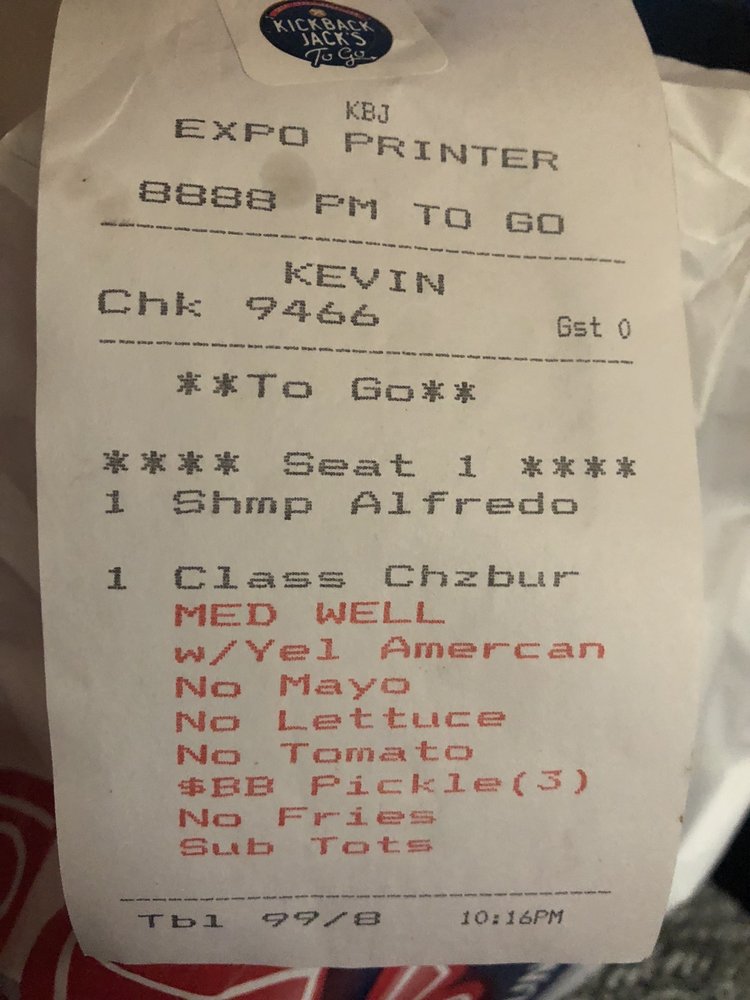 KICKBACK
JACK'S
To Go
KBJ
EXPO PRINTER
8888 PM TO GO
KEVIN
Chk 9466 Gst 0
**To Go**
**** Seat 1 ****
1 Shmp Alfredo
1 Class Chzbur
MED WELL
w/Yel Amercan
No Mayo
No Lettuce
No Tomato
$BB Pickle(3)
No Fries
Sub Tots
Tbl 99/8 10:16PM